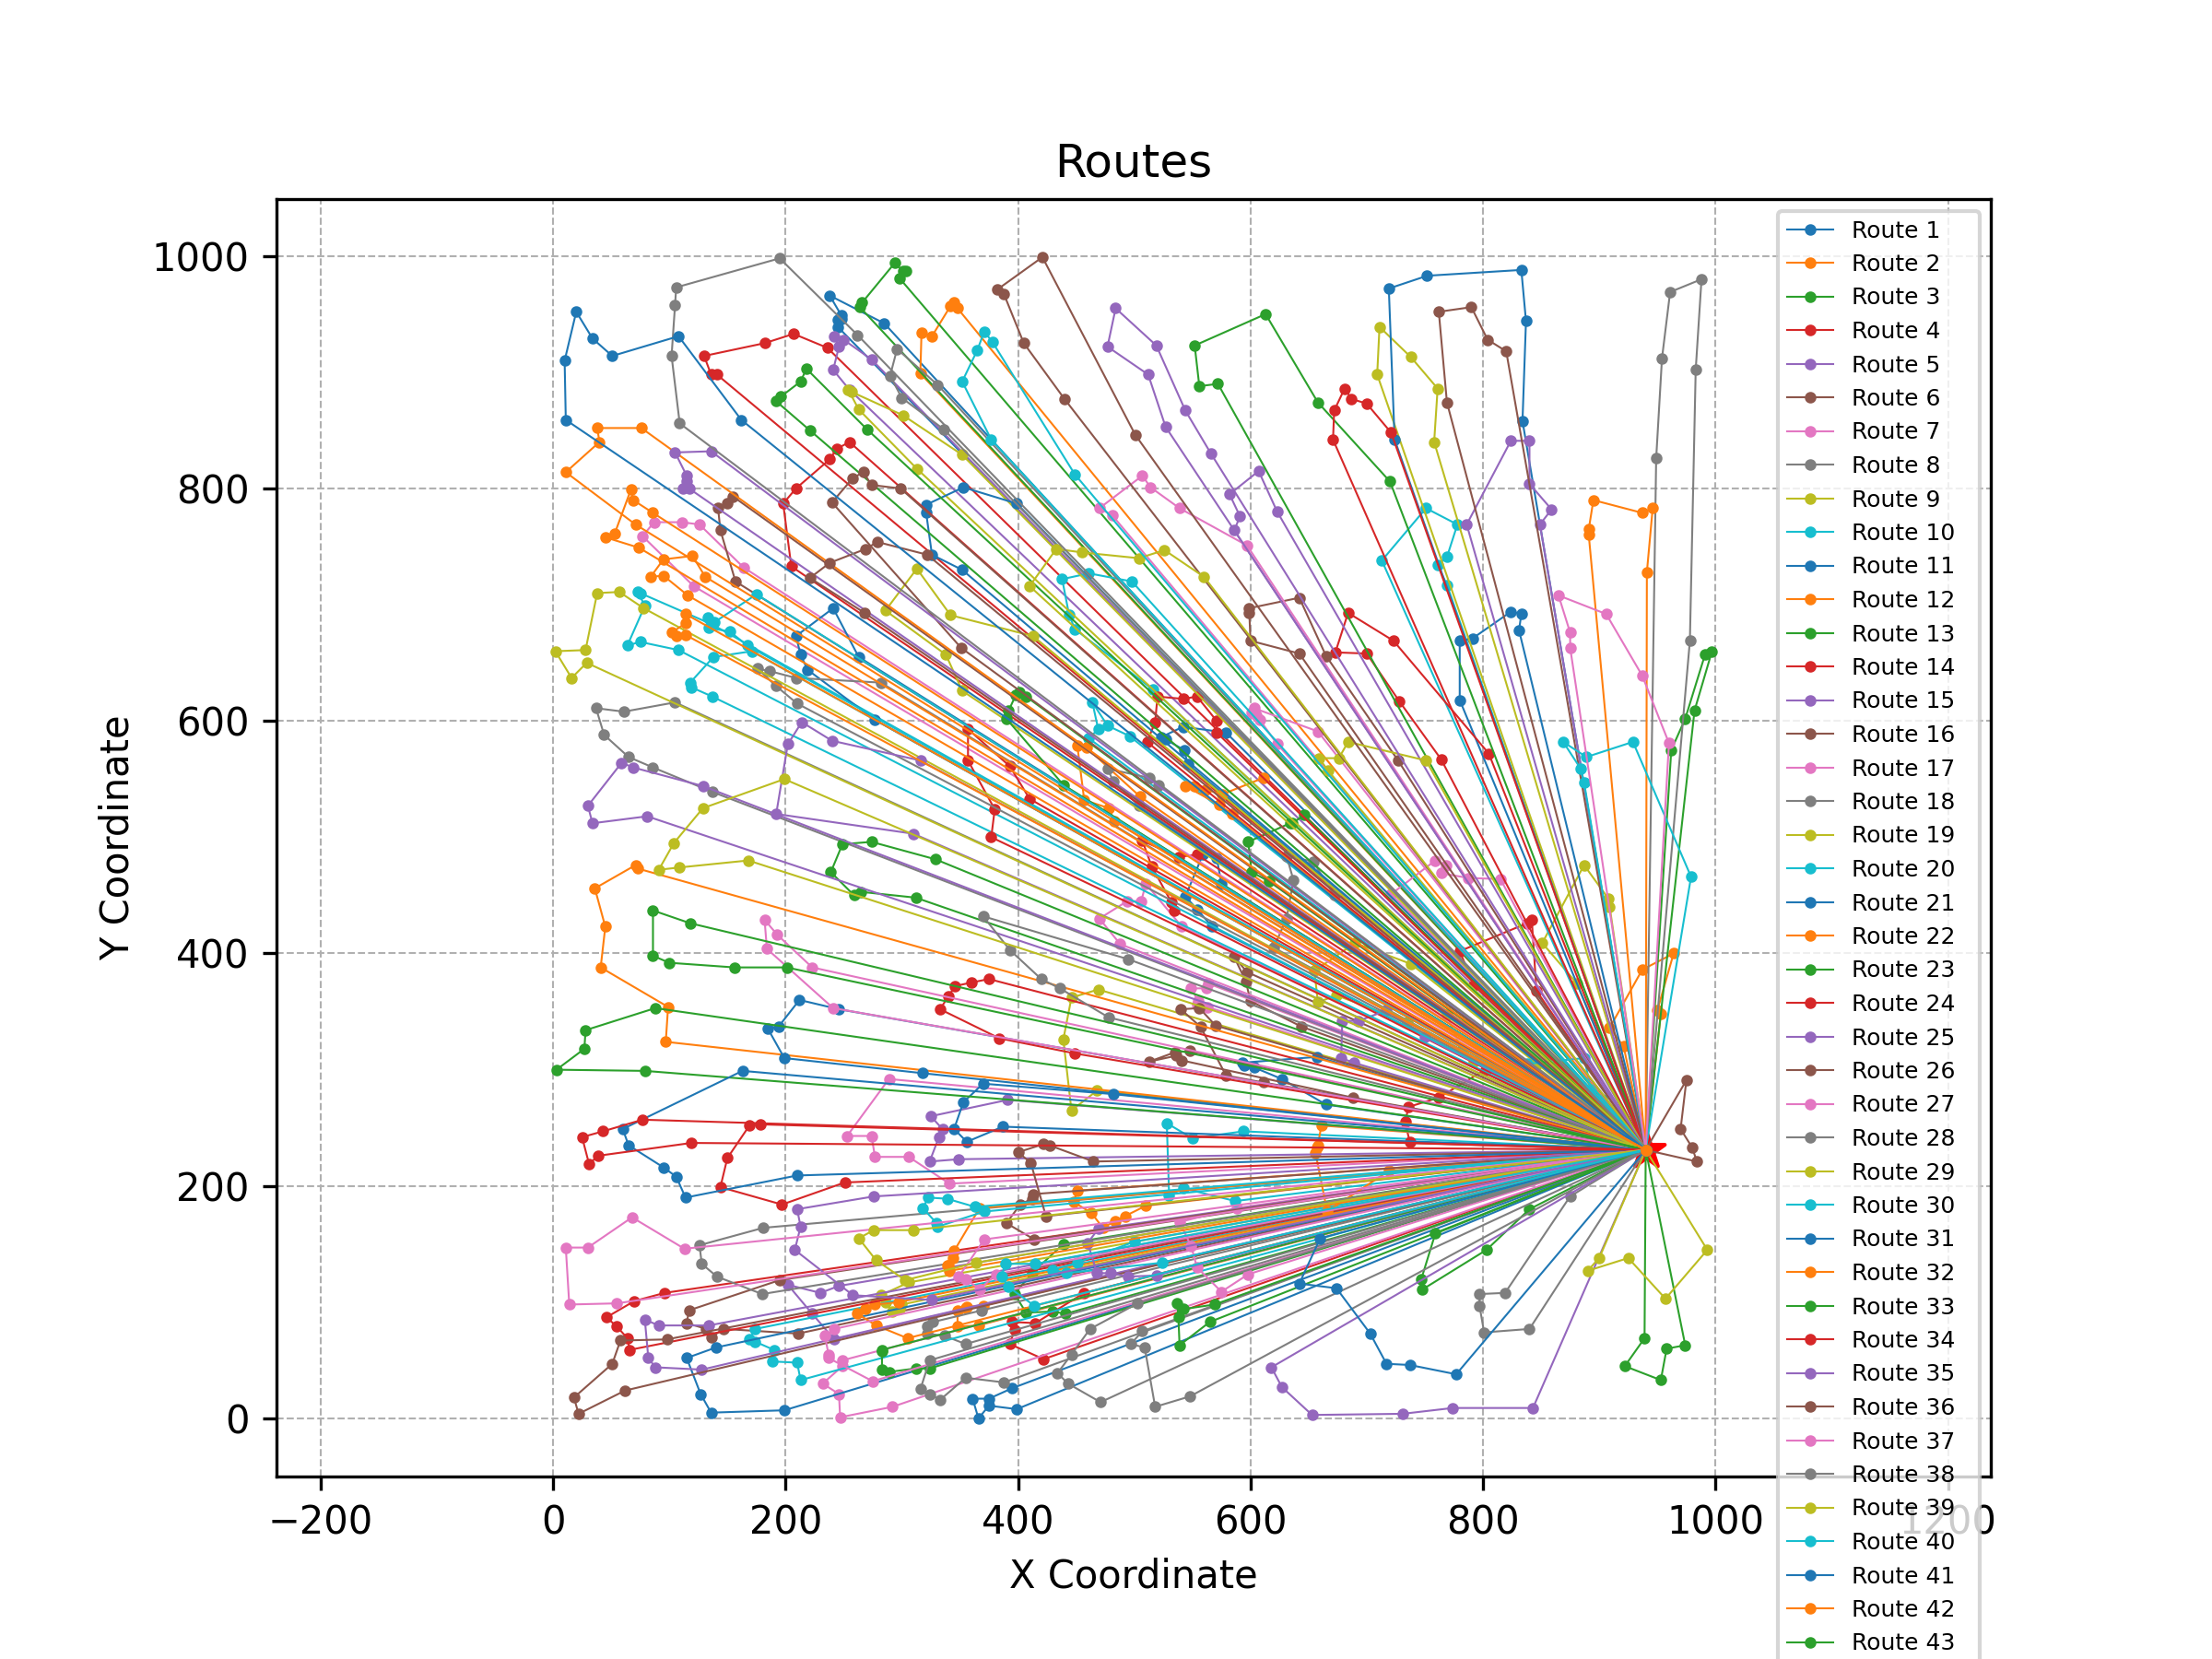 Routes
1000
800
600
400
200
0
Y Coordinate
−200
0
200
400
600
800
1000
1200
X Coordinate
Route 1
Route 2
Route 3
Route 4
Route 5
Route 6
Route 7
Route 8
Route 9
Route 10
Route 11
Route 12
Route 13
Route 14
Route 15
Route 16
Route 17
Route 18
Route 19
Route 20
Route 21
Route 22
Route 23
Route 24
Route 25
Route 26
Route 27
Route 28
Route 29
Route 30
Route 31
Route 32
Route 33
Route 34
Route 35
Route 36
Route 37
Route 38
Route 39
Route 40
Route 41
Route 42
Route 43